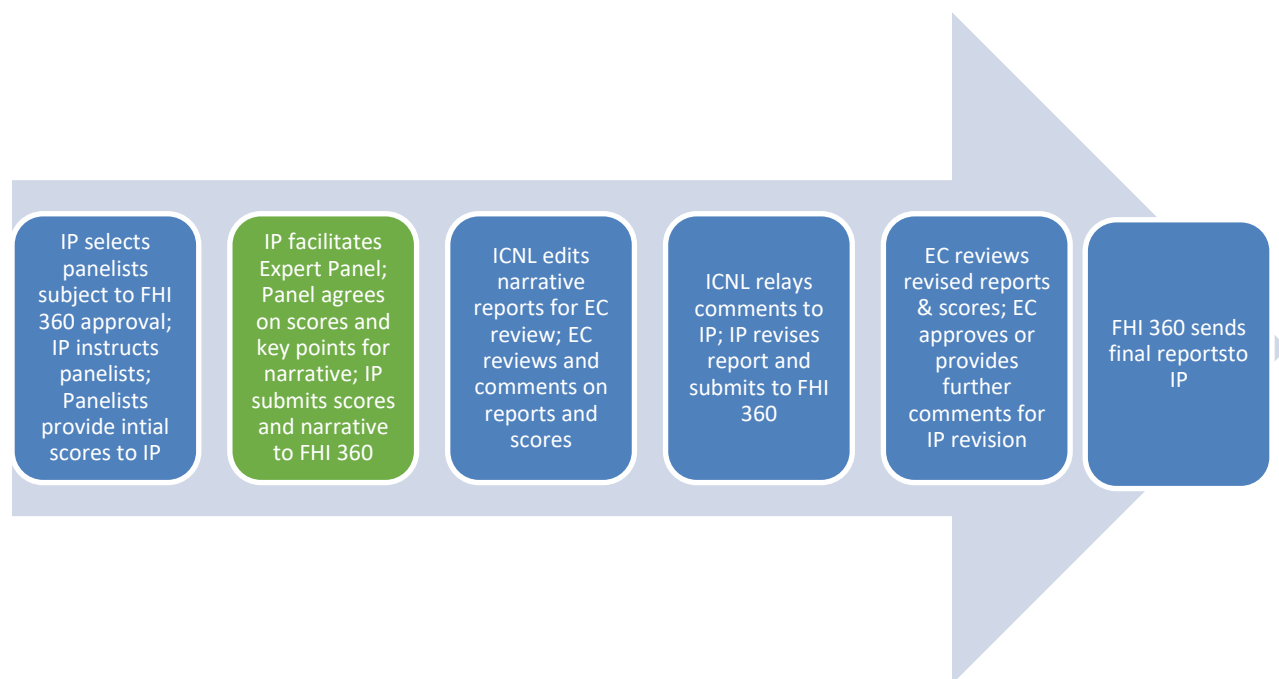 IP selects
panelists
subject to FHI
360 approval;
IP instructs
panelists;
Panelists
provide intial
scores to IP
IP facilitates
Expert Panel;
Panel agrees
on scores and
key points for
narrative; IP
submits scores
and narrative
to FHI 360
ICNL edits
narrative
reports for EC
review; EC
reviews and
comments on
reports and
scores
ICNL relays
comments to
IP; IP revises
report and
submits to FHI
360
EC reviews
revised reports
& scores; EC
approves or
provides
further
comments for
IP revision
FHI 360 sends
final reportsto
IP